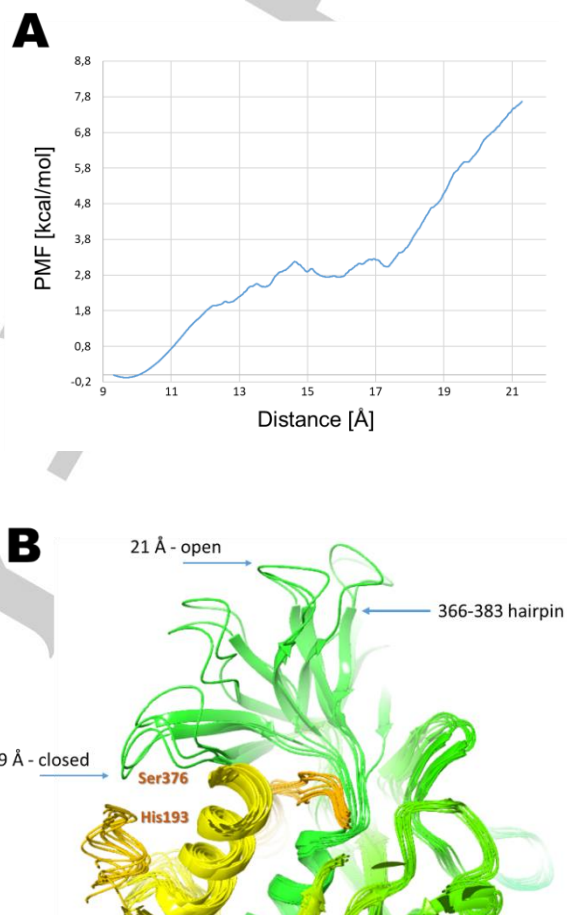 A
8,8
7,8
6,8
5,8
4,8
3,8
2,8
1,8
0,8
-0,2
PMF [kcal/mol]
9 11 13 15 17 19 21
Distance [Å]
B
21 Å - open
366-383 hairpin
9 Å - closed
Ser376
His193